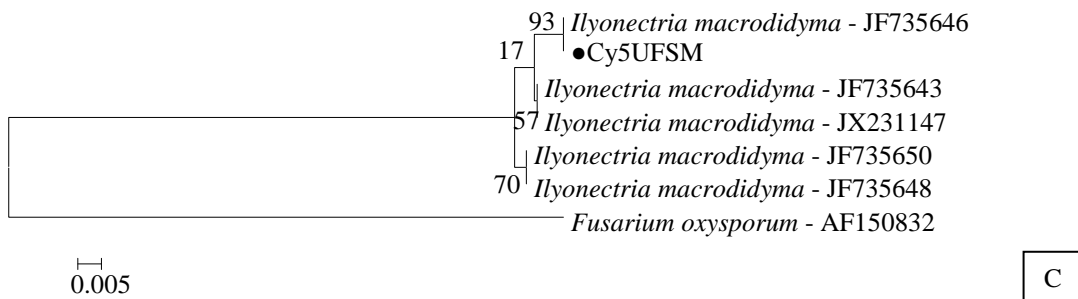 93 Ilyonectria macrodidyma - JF735646
17 ●Cy5UFSM
Ilyonectria macrodidyma - JF735643
57 Ilyonectria macrodidyma - JX231147
Ilyonectria macrodidyma - JF735650
70 Ilyonectria macrodidyma - JF735648
Fusarium oxysporum - AF150832
0.005
C